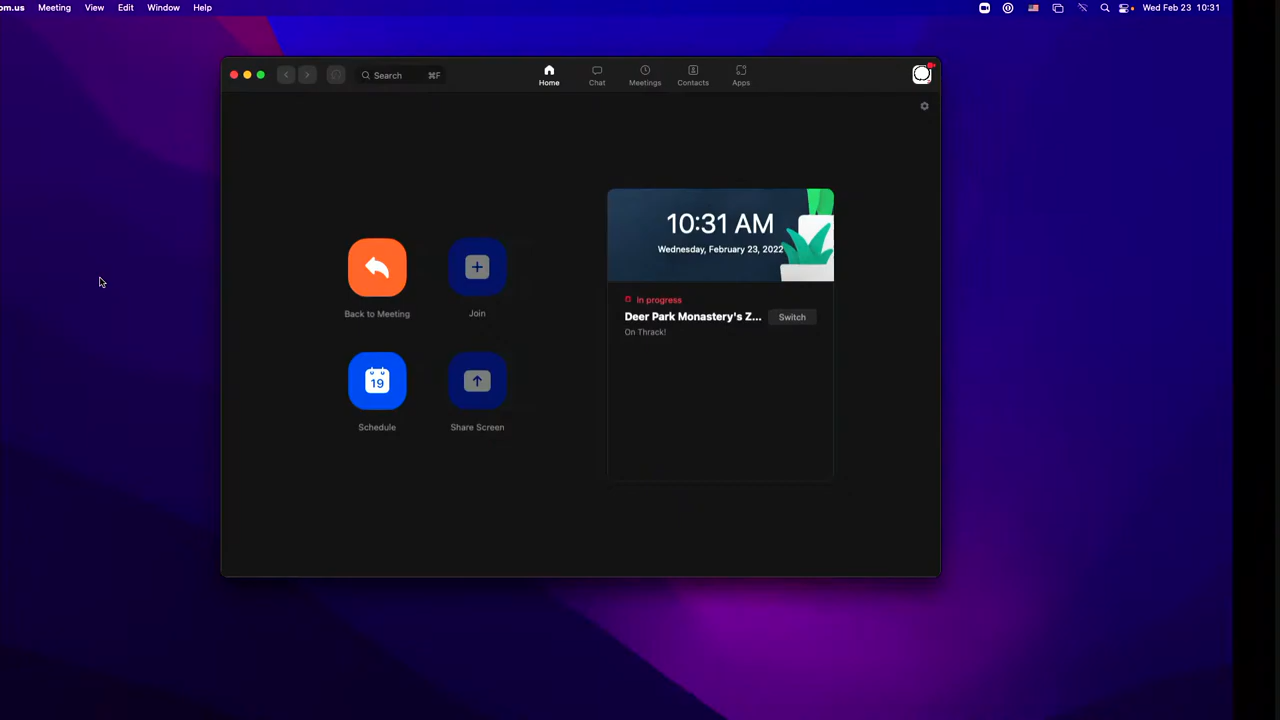 om.us Meeting View Edit Window Help Wed Feb 23 10:31
Search ⌘F
Home Chat Meetings Contacts Apps
10:31 AM
Wednesday, February 23, 2022
Back to Meeting
Join
In progress
Deer Park Monastery's Z... Switch
On Thrack!
19
Schedule
Share Screen